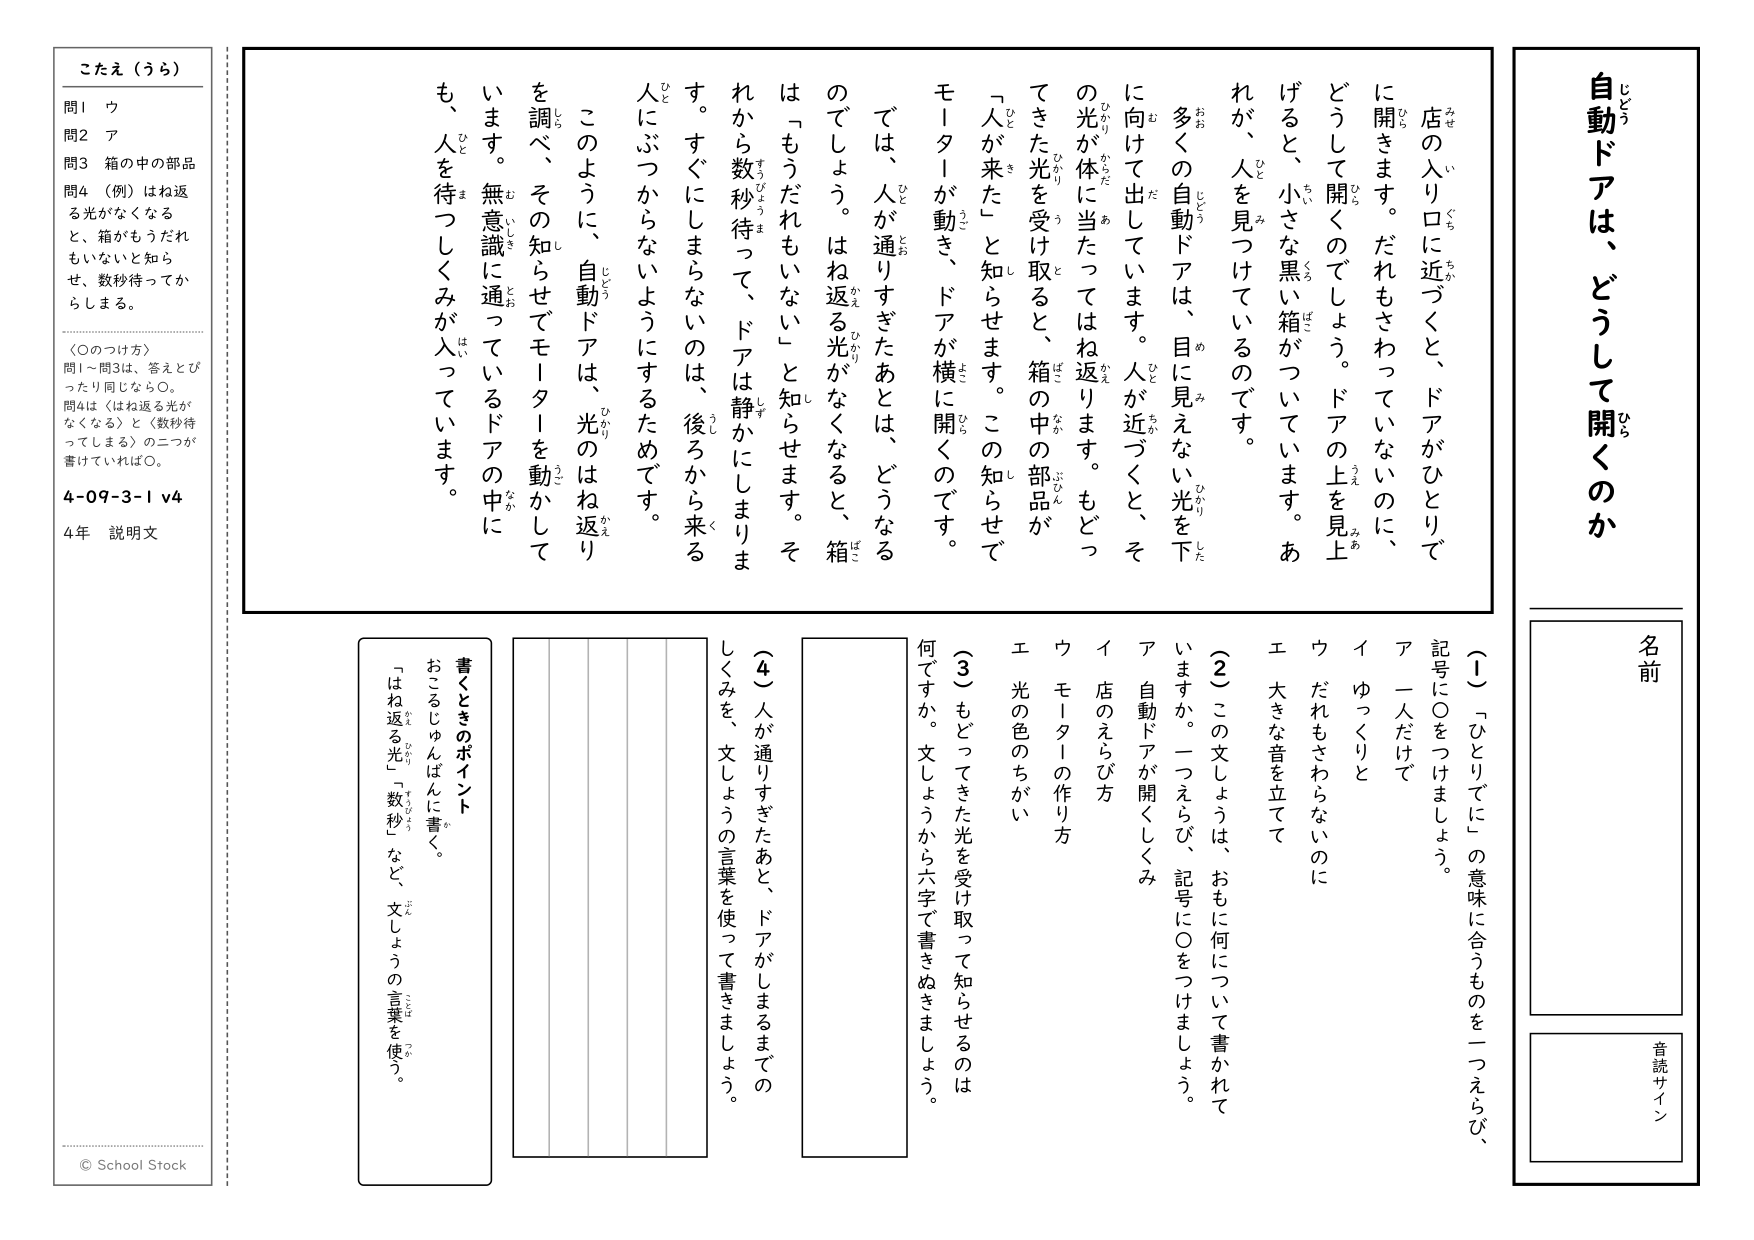 自動ドアは、どうして開くのか
じどう
ひら
名前
音読サイン
店の入り口に近づくと、ドアがひとりで
に開きます。だれもさわっていないのに、
どうして開くのでしょう。ドアの上を見上
げると、小さな黒い箱がついています。あ
れが、人を見つけているのです。
多くの自動ドアは、目に見えない光を下
に向けて出しています。人が近づくと、そ
の光が体に当たってはね返ります。もどっ
てきた光を受け取ると、箱の中の部品が
「人が来た」と知らせます。この知らせで
モーターが動き、ドアが横に開くのです。
では、人が通りすぎたあとは、どうなる
のでしょう。はね返る光がなくなると、箱
は「もうだれもいない」と知らせます。そ
れから数秒待って、ドアは静かにしまりま
す。すぐにしまらないのは、後ろから来る
人にぶつからないようにするためです。
このように、自動ドアは、光のはね返り
を調べ、その知らせでモーターを動かして
います。無意識に通っているドアの中に
も、人を待つしくみが入っています。
(1)「ひとりでに」の意味に合うものを一つえらび、
記号に〇をつけましょう。
ア 一人だけで
イ ゆっくりと
ウ だれもさわらないのに
エ 大きな音を立てて
(2)この文しょうは、おもに何について書かれて
いますか。一つえらび、記号に〇をつけましょう。
ア 自動ドアが開くしくみ
イ 店のえらび方
ウ モーターの作り方
エ 光の色のちがい
(3)もどってきた光を受け取って知らせるのは
何ですか。文しょうから六字で書きぬきましょう。
(4)人が通りすぎたあと、ドアがしまるまでの
しくみを、文しょうの言葉を使って書きましょう。
書くときのポイント
おこるじゅんばんに書く。
「はね返る光」「数秒」など、文しょうの言葉を使う。
こたえ(うら)
問1 ウ
問2 ア
問3 箱の中の部品
問4 (例)はね返
る光がなくなる
と、箱がもうだれ
もいないと知ら
せ、数秒待ってか
らしまる。
〈〇のつけ方〉
問1〜問3は、答えとぴ
ったり同じなら〇。
問4は〈はね返る光が
なくなる〉と〈数秒待
ってしまる〉の二つが
書けていれば〇。
4-09-3-1 v4
4年 説明文
© School Stock